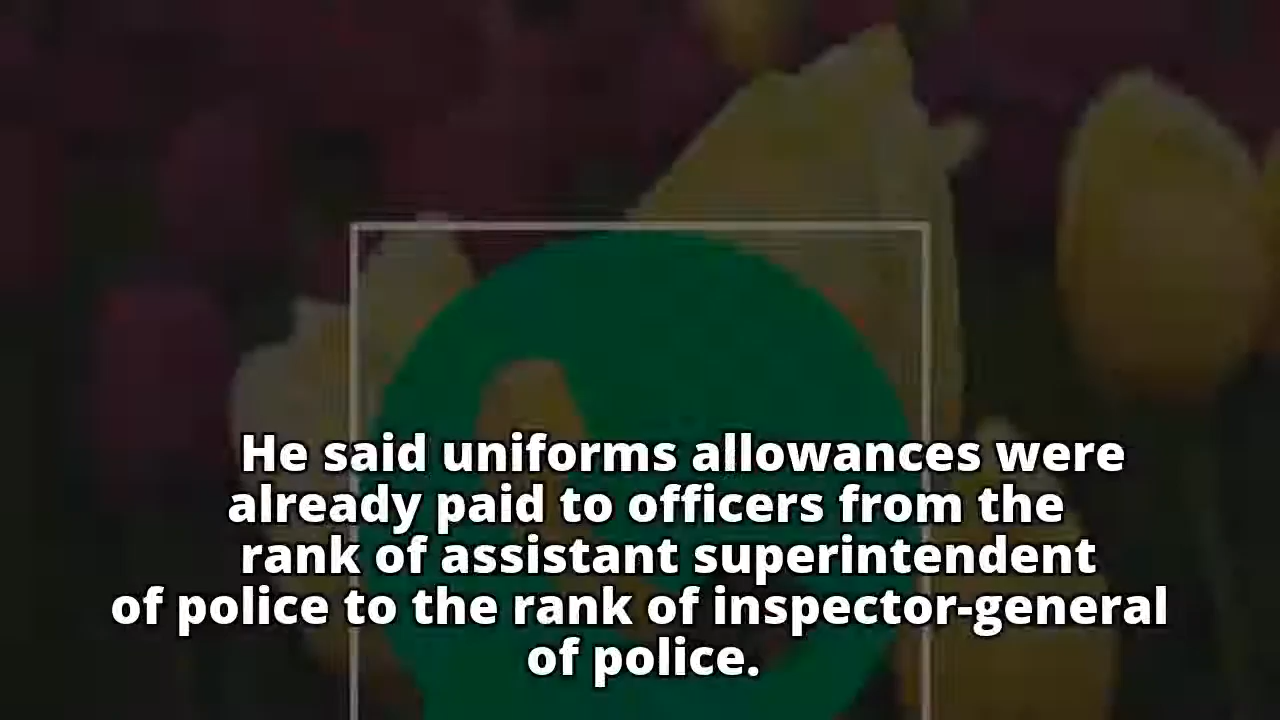 He said uniforms allowances were
already paid to officers from the
rank of assistant superintendent
of police to the rank of inspector-general
of police.